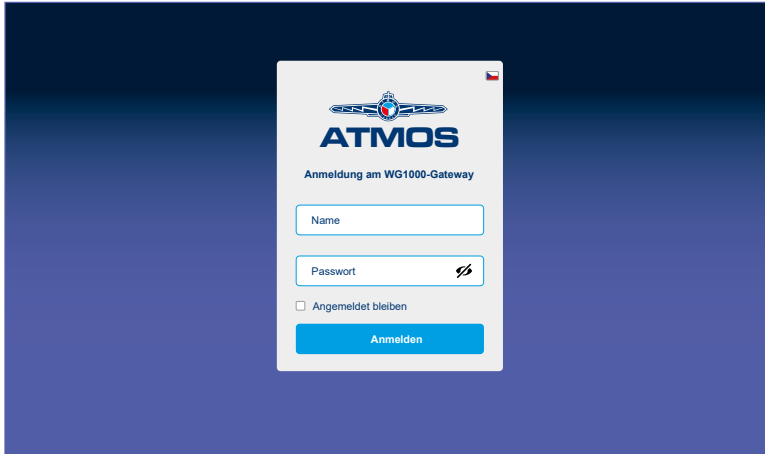 ATMOS
Anmeldung am WG1000-Gateway
Name
Passwort
Angemeldet bleiben
Anmelden